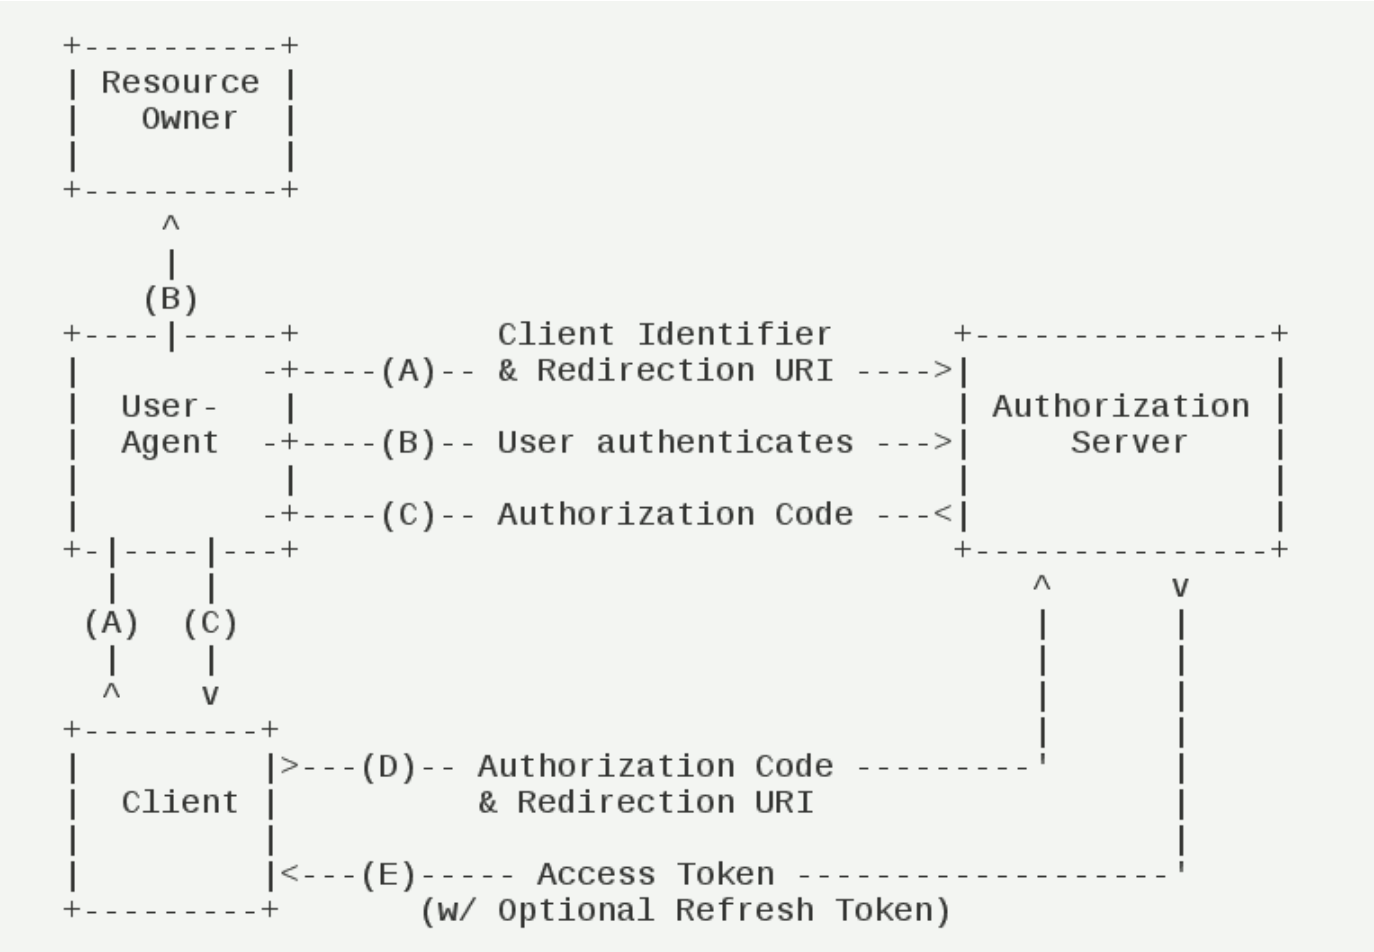 +----------+
| Resource |
|   Owner  |
|          |
+----------+
     ^
     |
    (B)
+----|-----+          Client Identifier      +---------------+
|         -+----(A)-- & Redirection URI ---->|               |
|  User-   |                                 | Authorization |
|  Agent  -+----(B)-- User authenticates --->|     Server    |
|          |                                 |               |
|         -+----(C)-- Authorization Code ---<|               |
+-|----|---+                                 +---------------+
  |    |                                         ^      v
 (A)  (C)                                        |      |
  |    |                                         |      |
  ^    v                                         |      |
+---------+                                      |      |
|         |>---(D)-- Authorization Code ---------'      |
|  Client |          & Redirection URI                  |
|         |                                             |
|         |<---(E)----- Access Token -------------------'
+---------+       (w/ Optional Refresh Token)